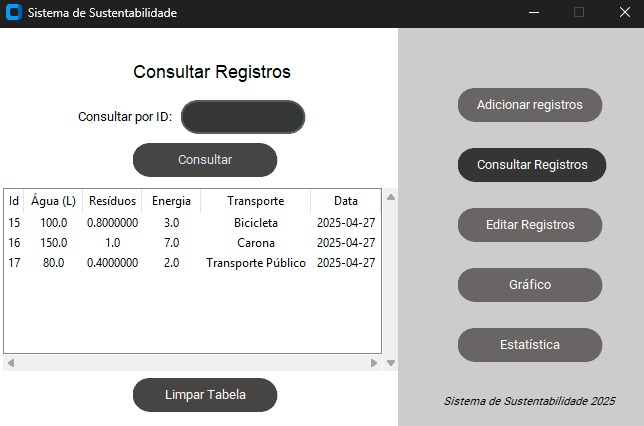 Sistema de Sustentabilidade
Consultar Registros
Consultar por ID:
Consultar
Id Água (L) Resíduos Energia Transporte Data
15 100.0 0.8000000 3.0 Bicicleta 2025-04-27
16 150.0 1.0 7.0 Carona 2025-04-27
17 80.0 0.4000000 2.0 Transporte Público 2025-04-27
Limpar Tabela
Adicionar registros
Consultar Registros
Editar Registros
Gráfico
Estatística
Sistema de Sustentabilidade 2025